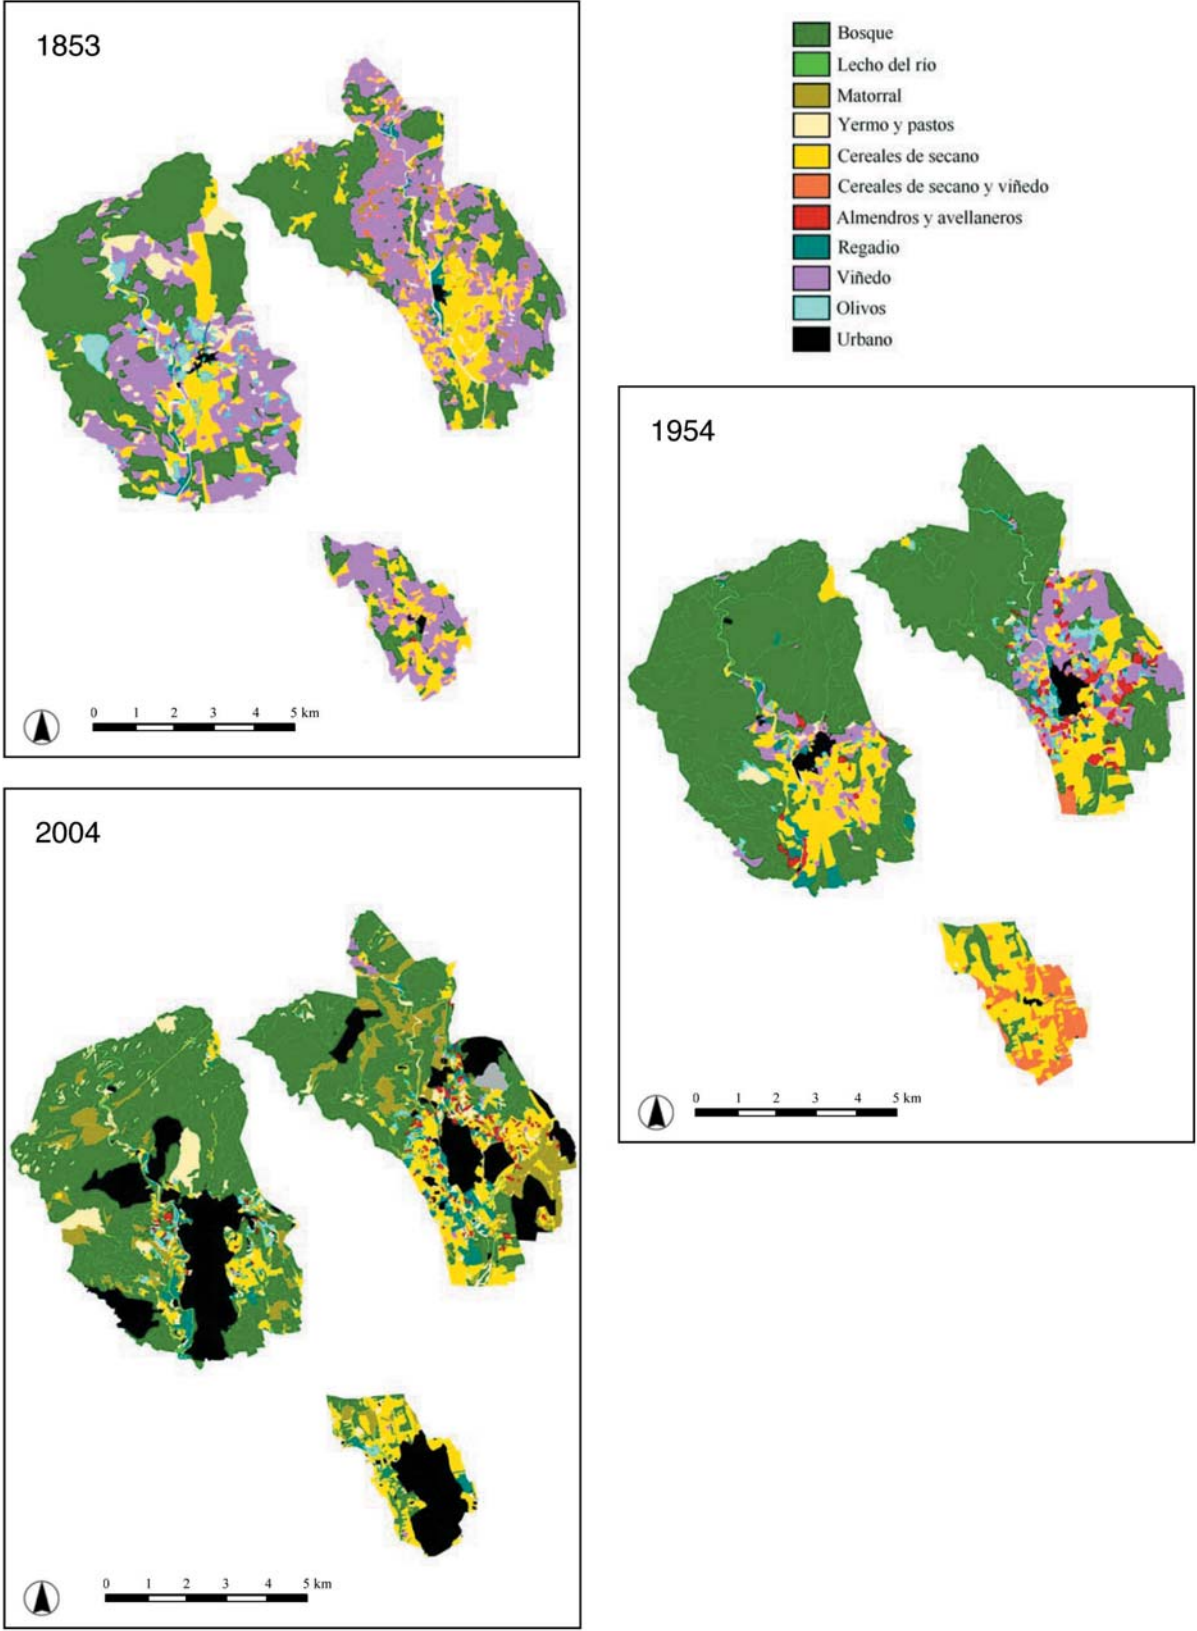 1853
0 1 2 3 4 5 km
Bosque
Lecho del río
Matorral
Yermo y pastos
Cereales de secano
Cereales de secano y viñedo
Almendros y avellaneros
Regadio
Viñedo
Olivos
Urbano
1954
0 1 2 3 4 5 km
2004
0 1 2 3 4 5 km